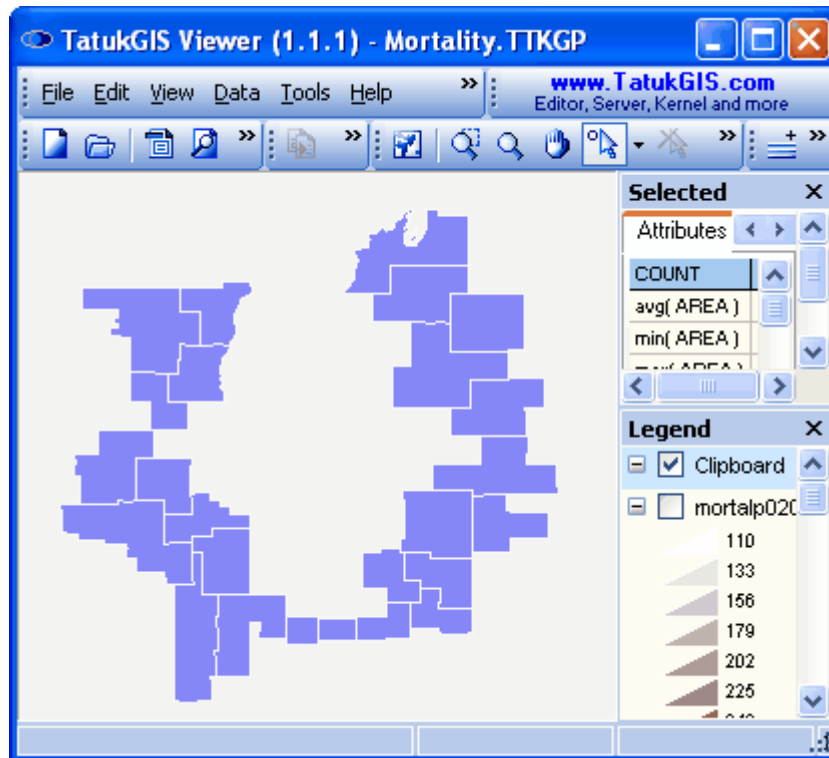 TatukGIS Viewer (1.1.1) - Mortality.TTKGP
File Edit View Data Tools Help
www.TatukGIS.com
Editor, Server, Kernel and more
Selected
Attributes
COUNT
avg( AREA )
min( AREA )
Legend
Clipboard
mortalp020
110
133
156
179
202
225